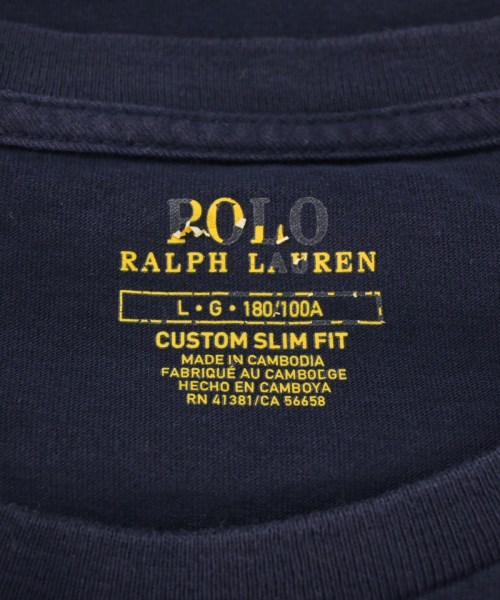 POLO
RALPH LAUREN
L • G • 180/100A
CUSTOM SLIM FIT
MADE IN CAMBODIA
FABRIQUÉ AU CAMBODGE
HECHO EN CAMBOYA
RN 41381/CA 56658